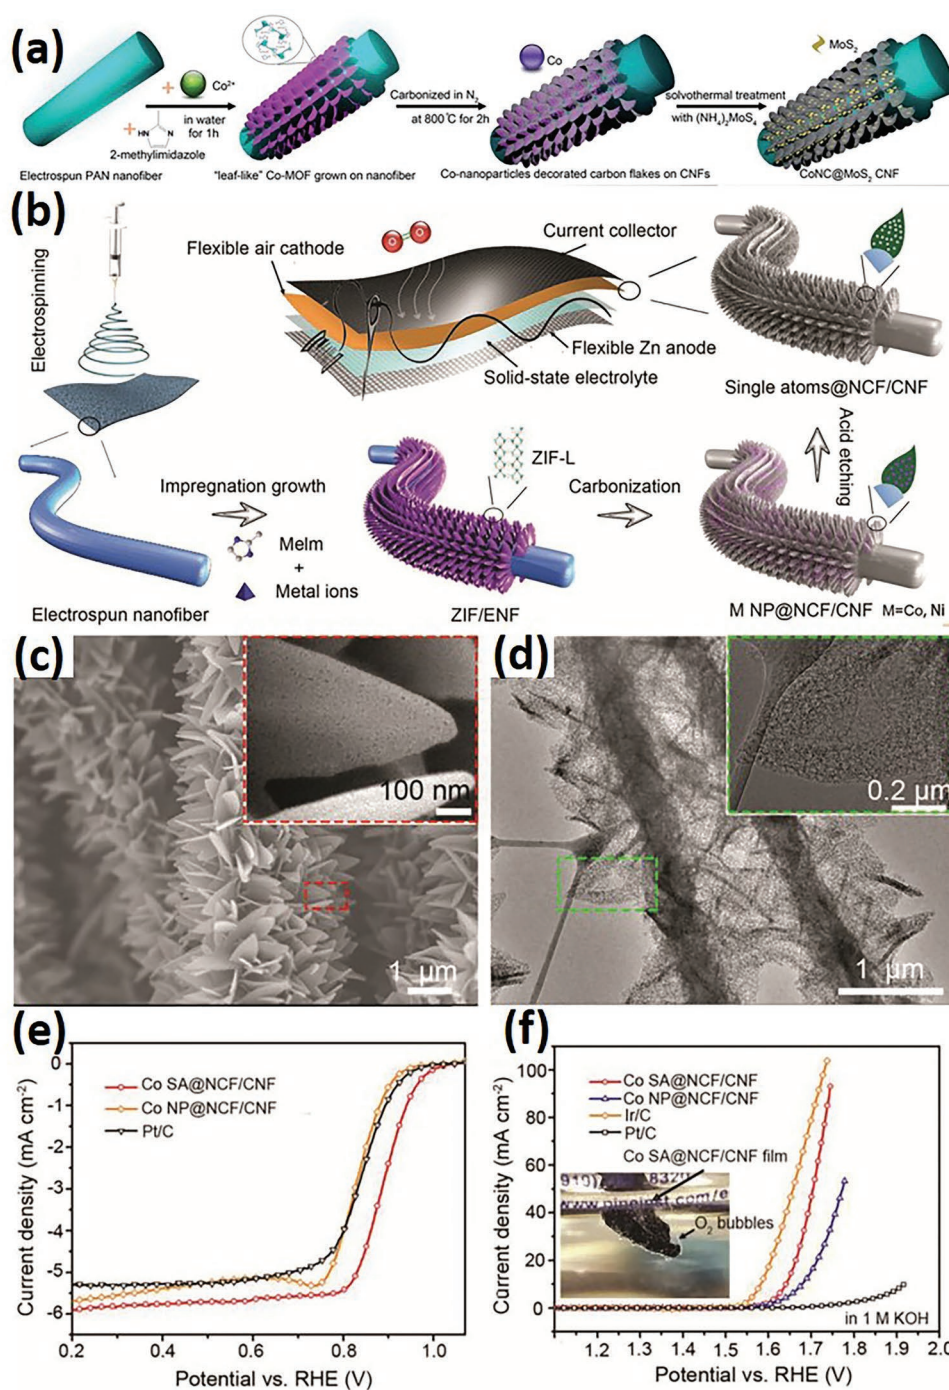 (a)
Co²⁺
in water
for 1h
HN
N
2-methylimidazole
Electrospun PAN nanofiber
"leaf-like" Co-MOF grown on nanofiber
Carbonized in N₂
at 800℃ for 2h
Co
Co-nanoparticles decorated carbon flakes on CNFs
solvothermal treatment
with (NH₄)₂MoS₄
MoS₂
CoNC@MoS₂ CNF
(b)
Electrospinning
Flexible air cathode
Current collector
Flexible Zn anode
Solid-state electrolyte
Single atoms@NCF/CNF
Acid etching
Impregnation growth
Melm
+
Metal ions
Electrospun nanofiber
ZIF-L
ZIF/ENF
Carbonization
M NP@NCF/CNF M=Co, Ni
(c)
100 nm
1 μm
(d)
0.2 μm
1 μm
(e)
Co SA@NCF/CNF
Co NP@NCF/CNF
Pt/C
Current density (mA cm⁻²)
0
-1
-2
-3
-4
-5
-6
0.2 0.4 0.6 0.8 1.0
Potential vs. RHE (V)
(f)
Co SA@NCF/CNF
Co NP@NCF/CNF
Ir/C
Pt/C
Co SA@NCF/CNF film
O₂ bubbles
in 1 M KOH
Current density (mA cm⁻²)
100
80
60
40
20
0
1.2 1.3 1.4 1.5 1.6 1.7 1.8 1.9 2.0
Potential vs. RHE (V)